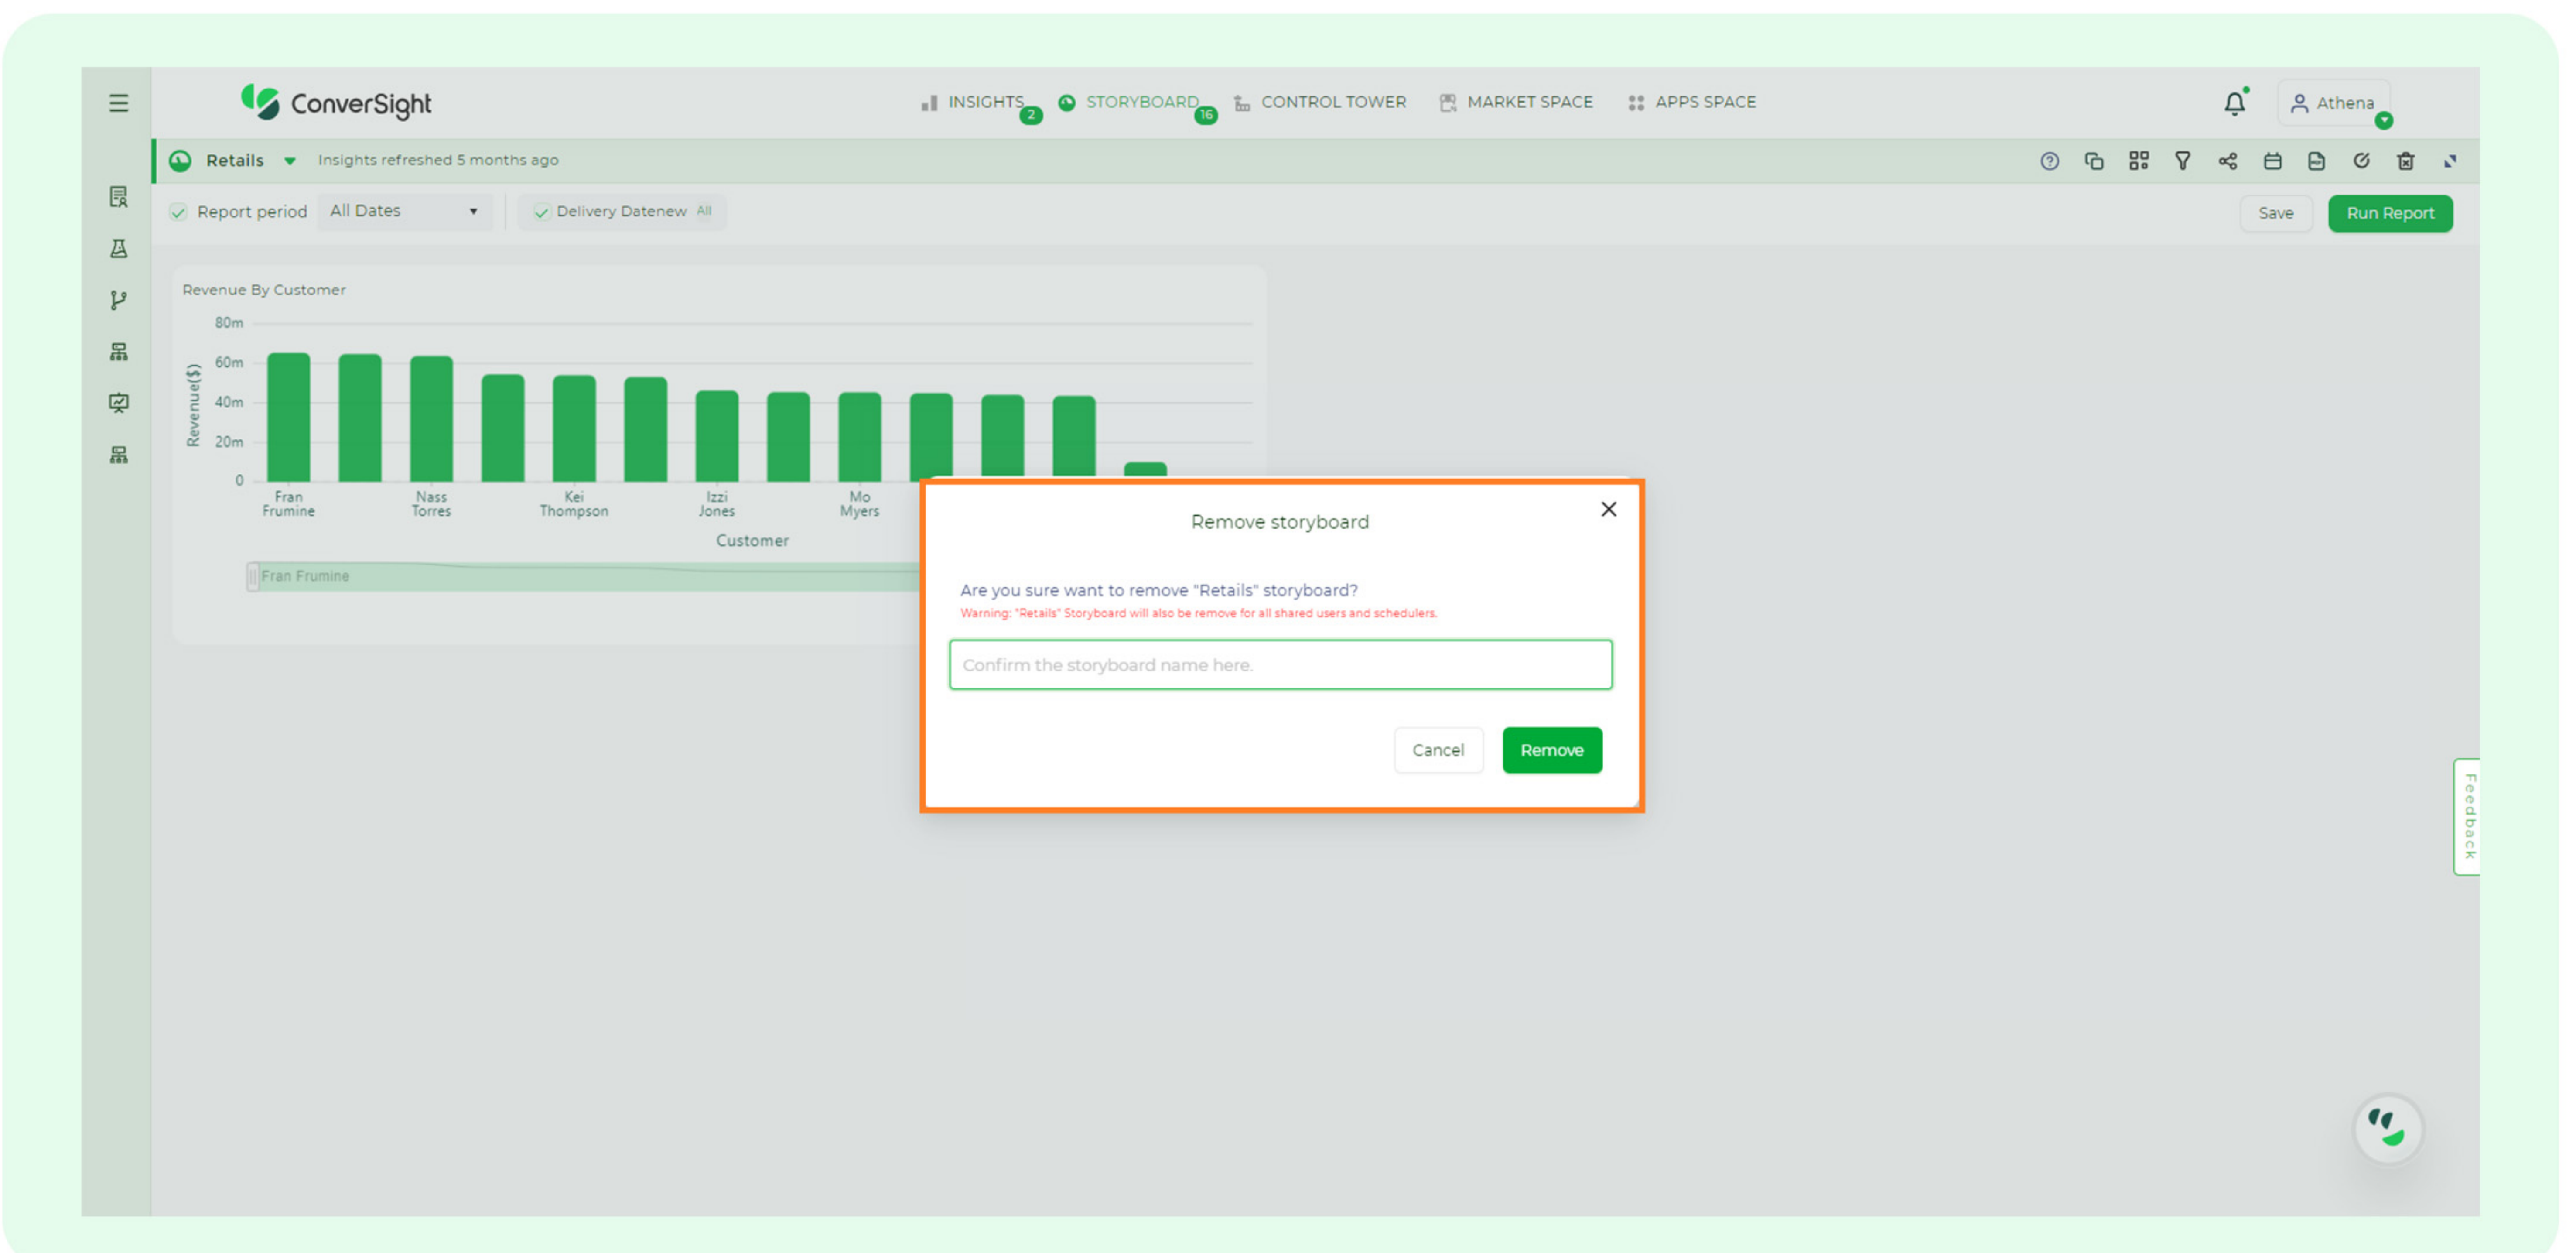 ConverSight
INSIGHTS 2 STORYBOARD 16 CONTROL TOWER MARKET SPACE APPS SPACE
Athena
Retails Insights refreshed 5 months ago
Report period All Dates Delivery Datenew All
Save Run Report
Revenue By Customer
80m
60m
40m
20m
0
Revenue($)
Fran Frumine
Nass Torres
Kei Thompson
Izzi Jones
Mo Myers
Customer
Fran Frumine
Remove storyboard
Are you sure want to remove "Retails" storyboard?
Warning: "Retails" Storyboard will also be remove for all shared users and schedulers.
Confirm the storyboard name here.
Cancel Remove
Feedback